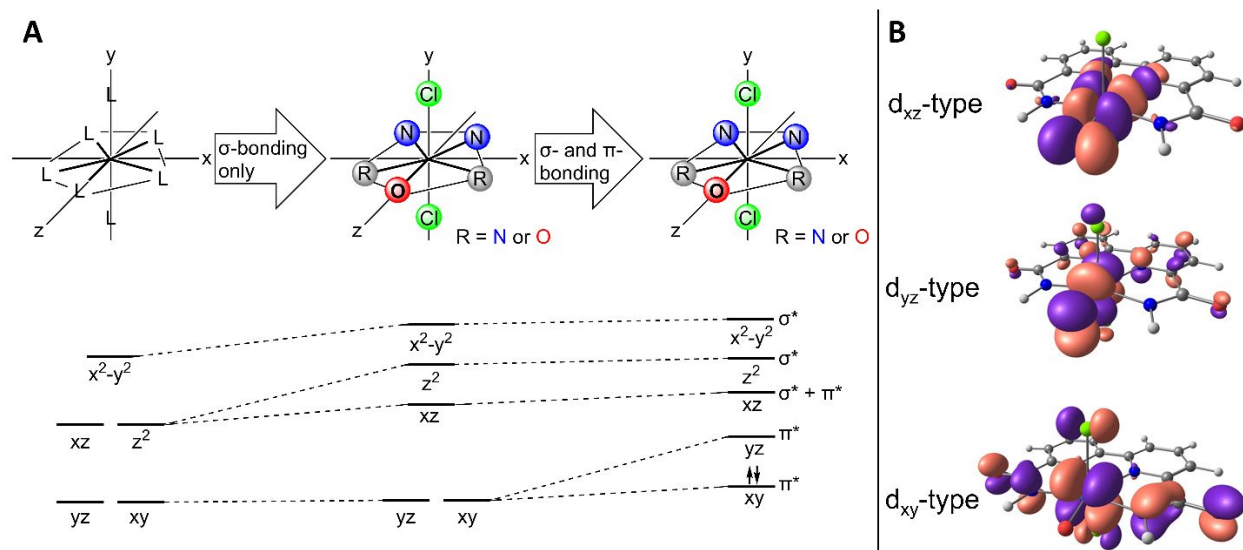 A
y
L
L
L
L
L
L
L
x
z
σ-bonding
only
y
Cl
N
N
R
R
O
Cl
x
z
R = N or O
σ- and π-
bonding
y
Cl
N
N
R
R
O
Cl
x
z
R = N or O
x²-y²
xz
z²
yz
xy
x²-y²
z²
xz
yz
xy
x²-y²
σ*
z²
σ*
xz
σ* + π*
yz
π*
xy
π*
B
dxz-type
dyz-type
dxy-type